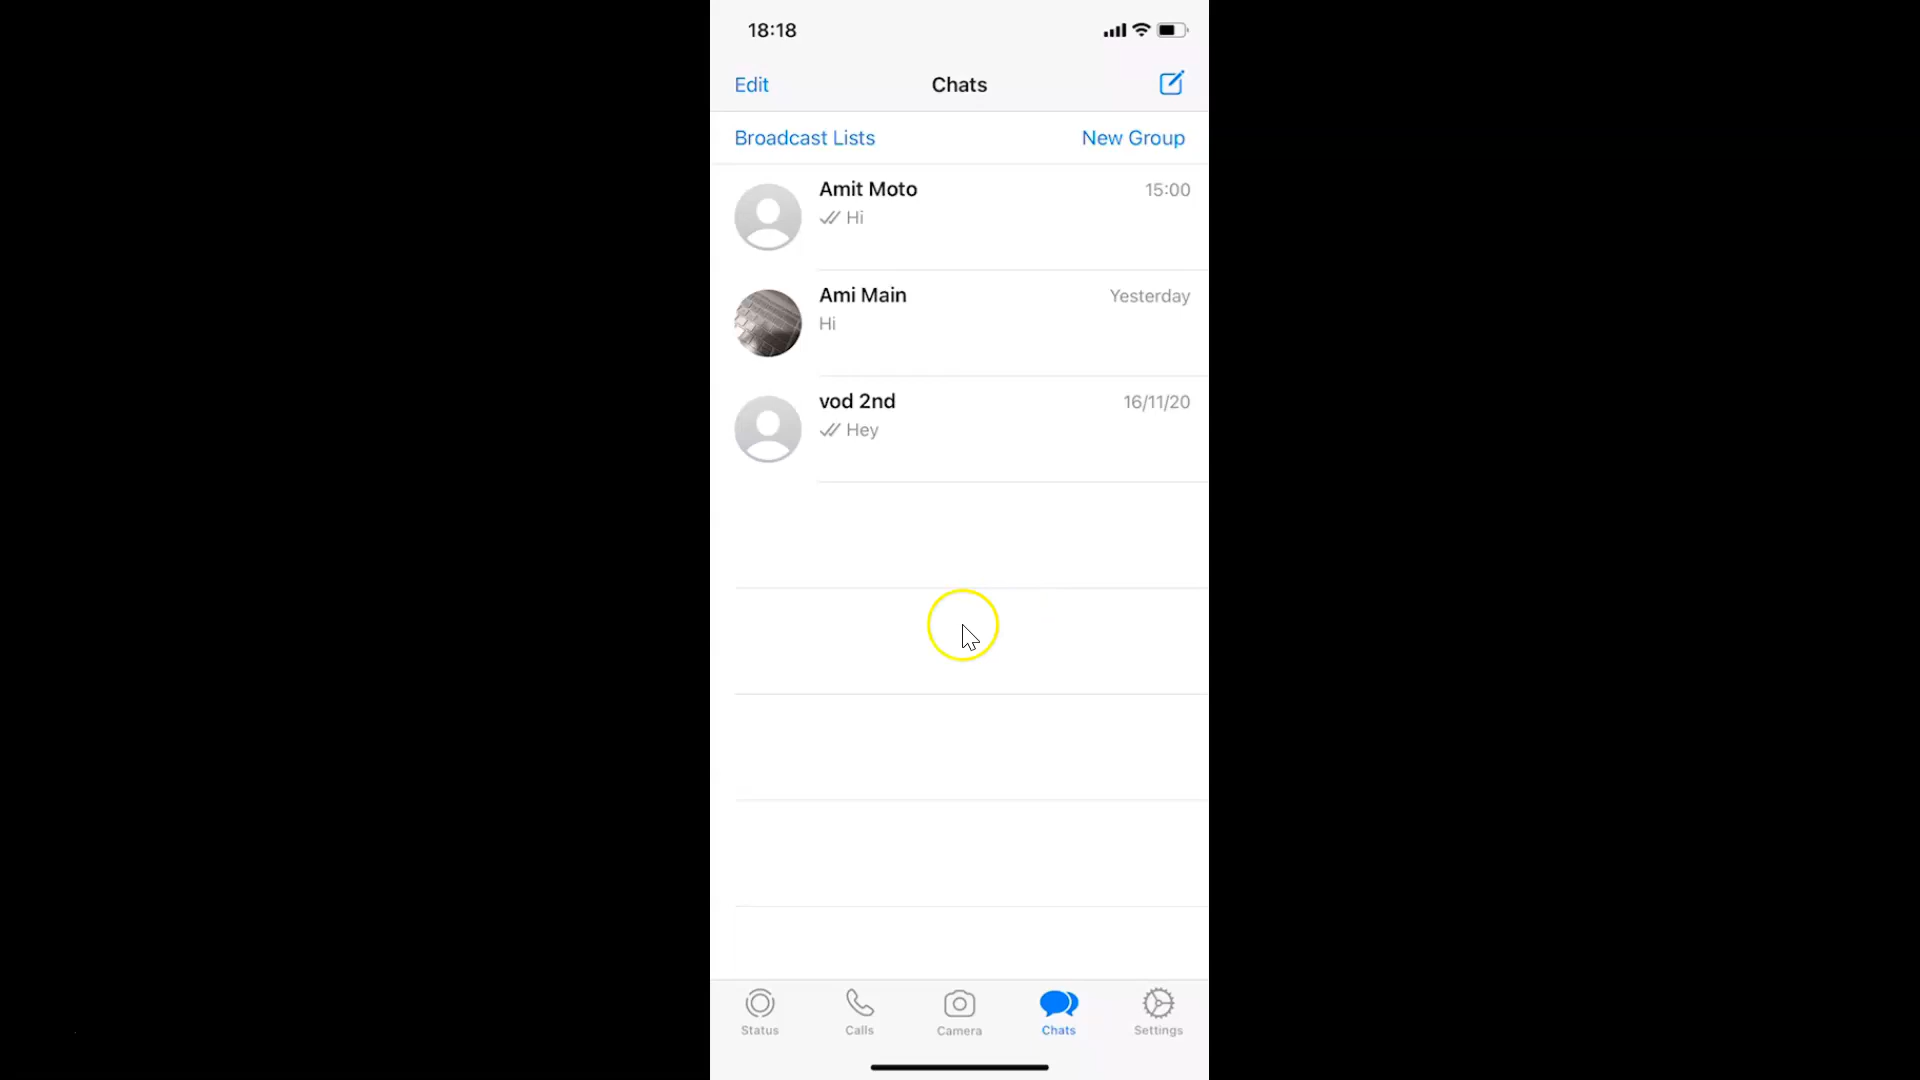 18:18
Edit
Chats
Broadcast Lists
New Group
Amit Moto
15:00
Hi
Ami Main
Yesterday
Hi
vod 2nd
16/11/20
Hey
Status
Calls
Camera
Chats
Settings